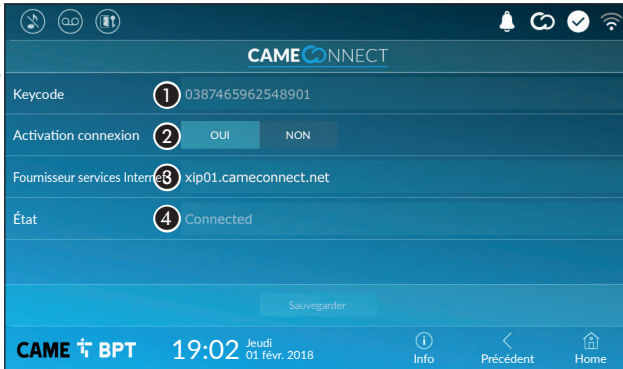 CAMECONNECT
Keycode 1 0387465962548901
Activation connexion 2 OUI NON
Fournisseur services Internet 3 xip01.cameconnect.net
État 4 Connected
Sauvegarder
CAME BPT 19:02 Jeudi
01 févr. 2018
Info Précédent Home